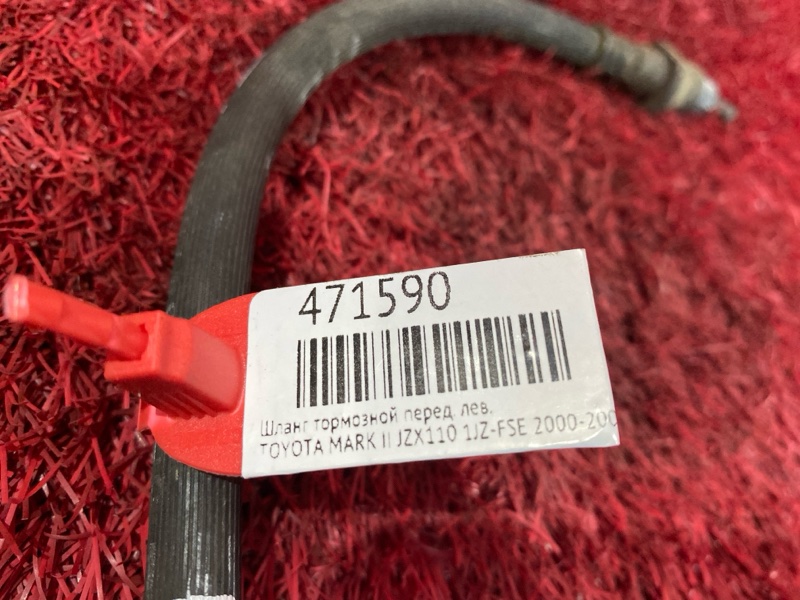 471590
Шланг тормозной перед. лев.
TOYOTA MARK II JZX110 1JZ-FSE 2000-200